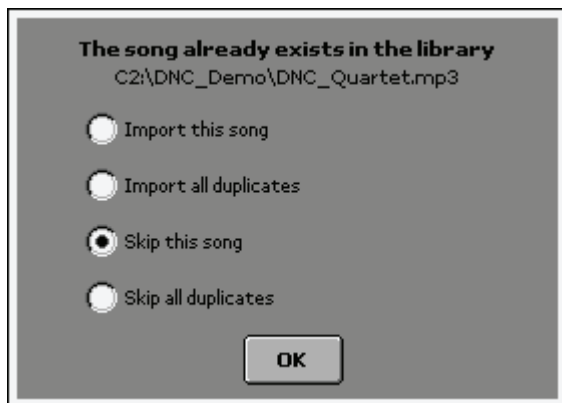 The song already exists in the library
C2:\DNC_Demo\DNC_Quartet.mp3
Import this song
Import all duplicates
Skip this song
Skip all duplicates
OK